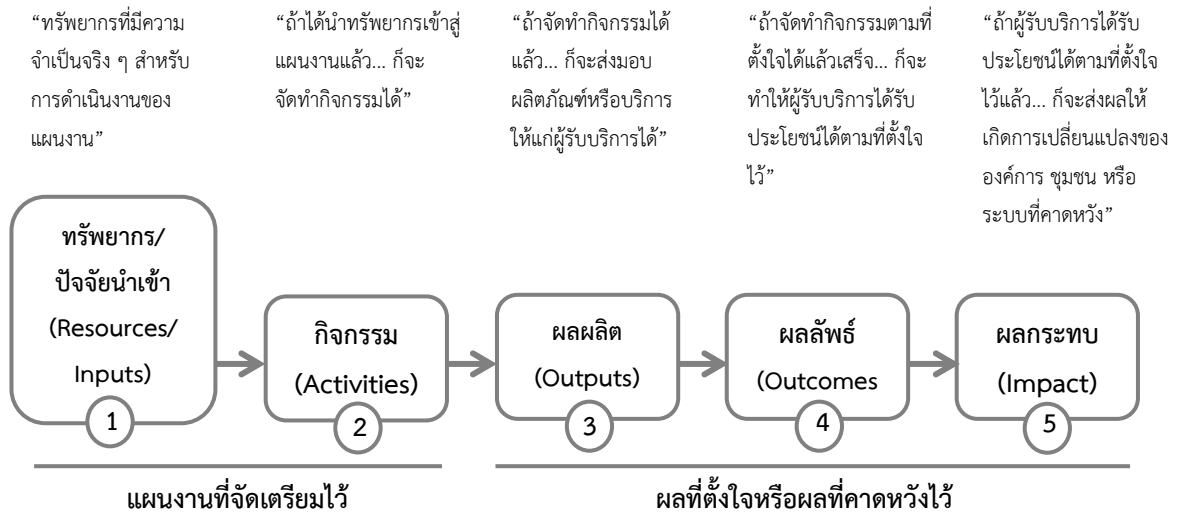 “ทรัพยากรที่มีความ
จำเป็นจริง ๆ สำหรับ
การดำเนินงานของ
แผนงาน”
“ถ้าได้นำทรัพยากรเข้าสู่
แผนงานแล้ว... ก็จะ
จัดทำกิจกรรมได้”
“ถ้าจัดทำกิจกรรมได้
แล้ว... ก็จะส่งมอบ
ผลิตภัณฑ์หรือบริการ
ให้แก่ผู้รับบริการได้”
“ถ้าจัดทำกิจกรรมตามที่
ตั้งใจได้แล้วเสร็จ... ก็จะ
ทำให้ผู้รับบริการได้รับ
ประโยชน์ได้ตามที่ตั้งใจ
ไว้”
“ถ้าผู้รับบริการได้รับ
ประโยชน์ได้ตามที่ตั้งใจ
ไว้แล้ว... ก็จะส่งผลให้
เกิดการเปลี่ยนแปลงของ
องค์การ ชุมชน หรือ
ระบบที่คาดหวัง”
ทรัพยากร/
ปัจจัยนำเข้า
(Resources/
Inputs)
1
กิจกรรม
(Activities)
2
ผลผลิต
(Outputs)
3
ผลลัพธ์
(Outcomes
4
ผลกระทบ
(Impact)
5
แผนงานที่จัดเตรียมไว้
ผลที่ตั้งใจหรือผลที่คาดหวังไว้